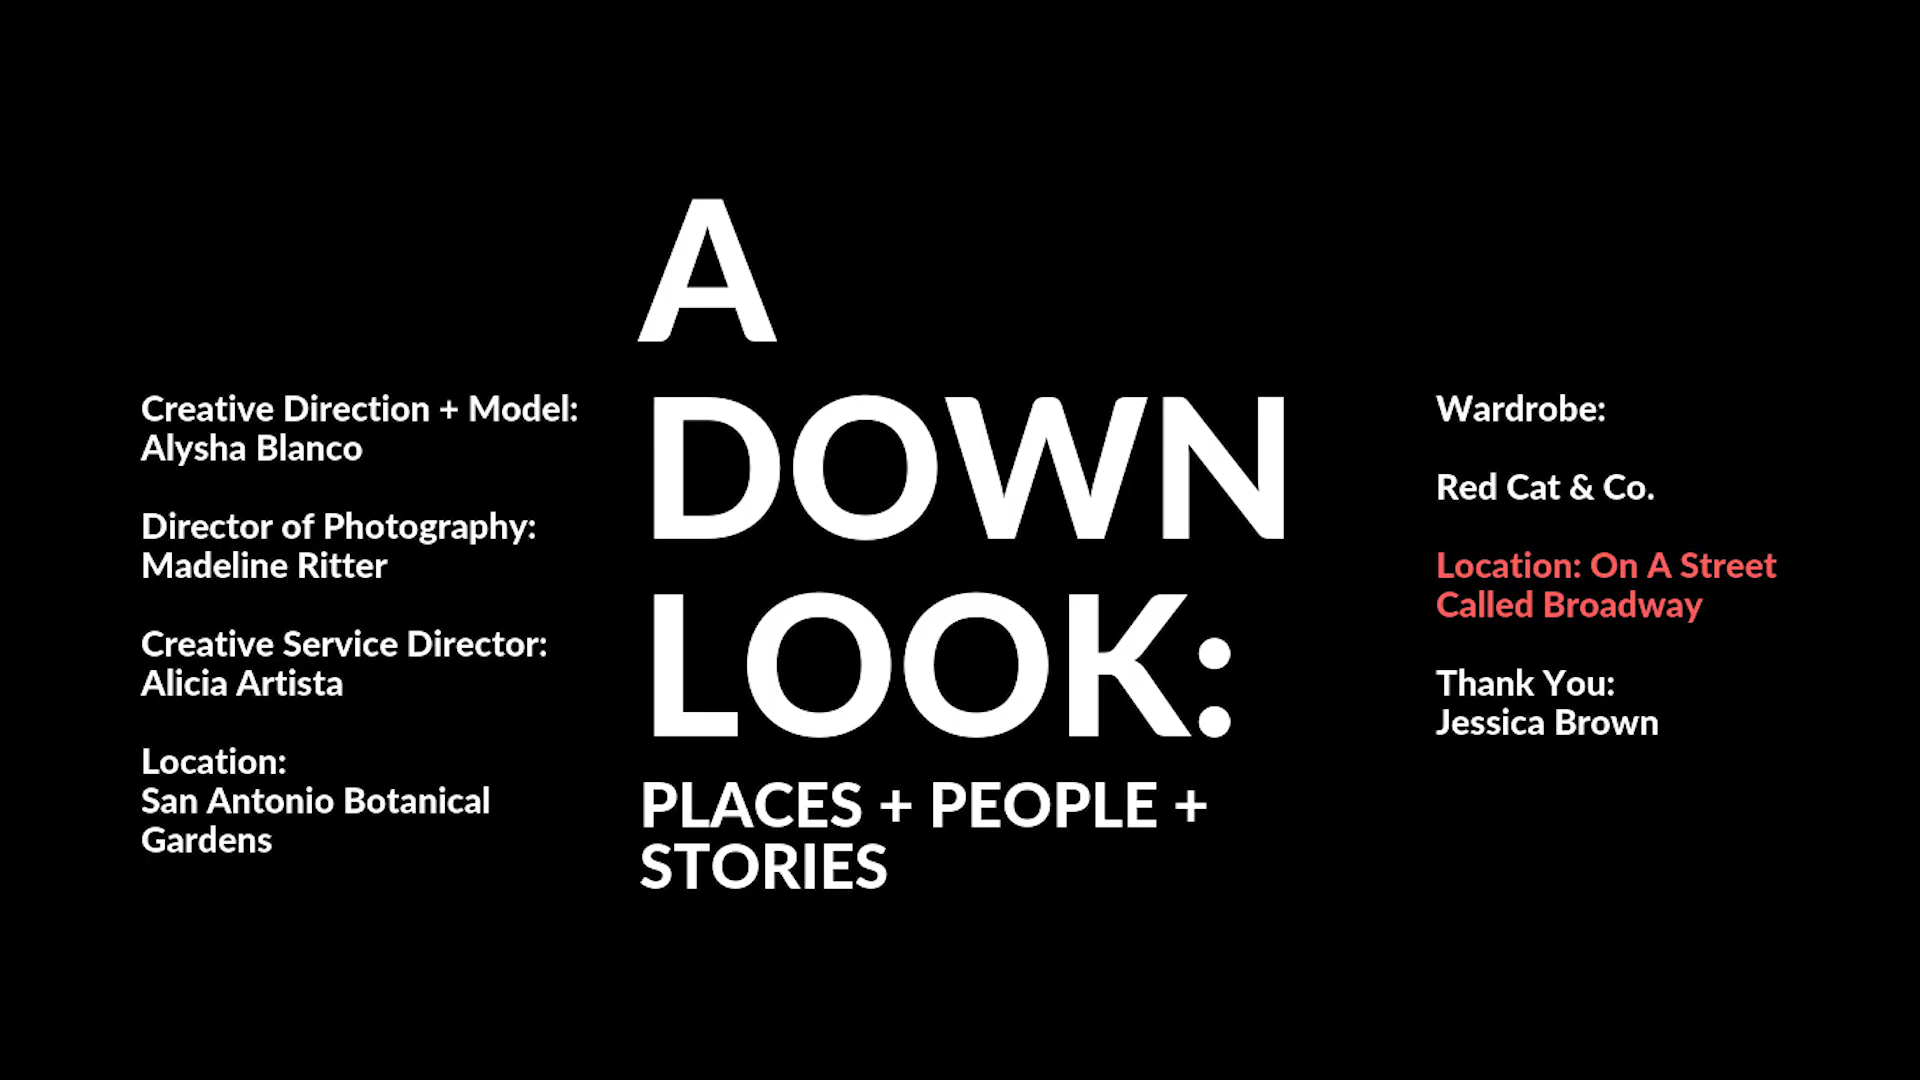 Creative Direction + Model:
Alysha Blanco
Director of Photography:
Madeline Ritter
Creative Service Director:
Alicia Artista
Location:
San Antonio Botanical
Gardens
A
DOWN
LOOK:
PLACES + PEOPLE +
STORIES
Wardrobe:
Red Cat & Co.
Location: On A Street
Called Broadway
Thank You:
Jessica Brown